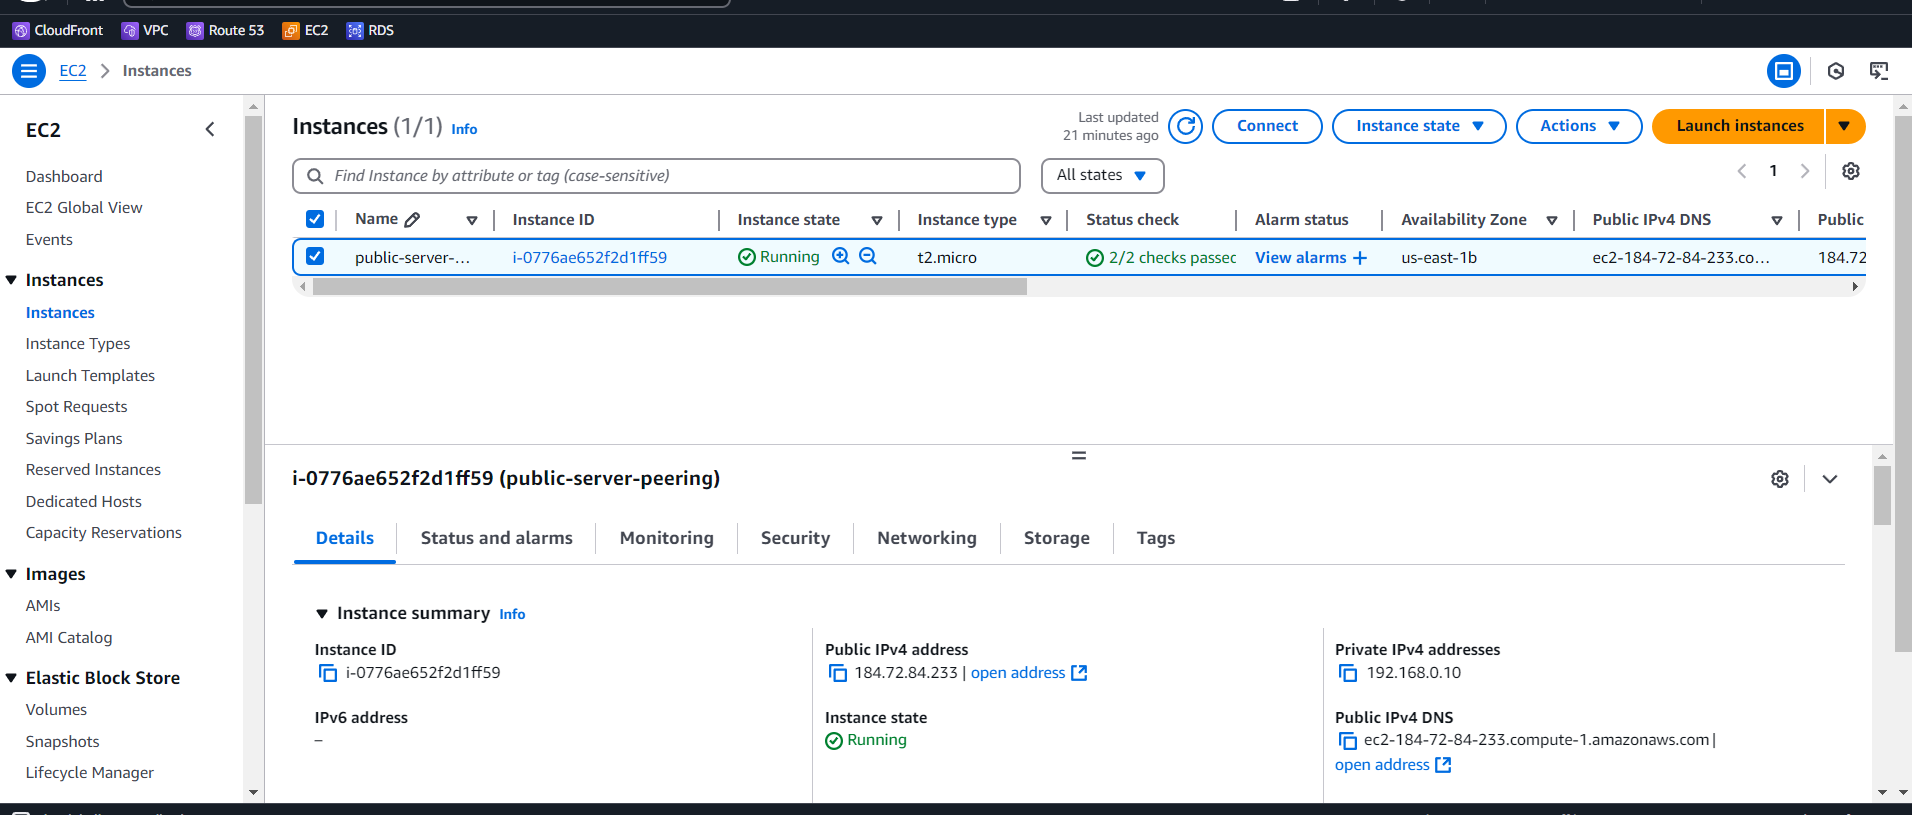 CloudFront VPC Route 53 EC2 RDS
EC2 > Instances
EC2
Dashboard
EC2 Global View
Events
Instances
Instances
Instance Types
Launch Templates
Spot Requests
Savings Plans
Reserved Instances
Dedicated Hosts
Capacity Reservations
Images
AMIs
AMI Catalog
Elastic Block Store
Volumes
Snapshots
Lifecycle Manager
Instances (1/1) Info
Last updated
21 minutes ago
Connect Instance state Actions Launch instances
Find Instance by attribute or tag (case-sensitive)
All states
1
Name Instance ID Instance state Instance type Status check Alarm status Availability Zone Public IPv4 DNS Public
public-server-... i-0776ae652f2d1ff59 Running t2.micro 2/2 checks passec View alarms + us-east-1b ec2-184-72-84-233.co... 184.72
i-0776ae652f2d1ff59 (public-server-peering)
Details Status and alarms Monitoring Security Networking Storage Tags
Instance summary Info
Instance ID
i-0776ae652f2d1ff59
Public IPv4 address
184.72.84.233 | open address
Private IPv4 addresses
192.168.0.10
IPv6 address
–
Instance state
Running
Public IPv4 DNS
ec2-184-72-84-233.compute-1.amazonaws.com |
open address